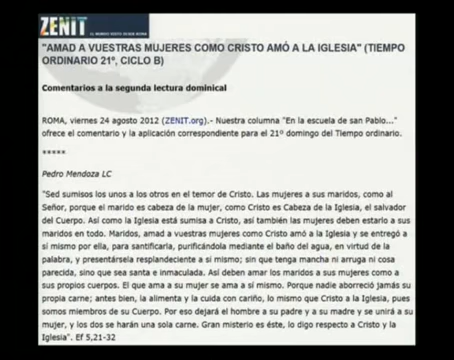 ZENIT
EL MUNDO VISTO DESDE ROMA
"AMAD A VUESTRAS MUJERES COMO CRISTO AMÓ A LA IGLESIA" (TIEMPO
ORDINARIO 21º, CICLO B)
Comentarios a la segunda lectura dominical
ROMA, viernes 24 agosto 2012 (ZENIT.org).- Nuestra columna "En la escuela de san Pablo..."
ofrece el comentario y la aplicación correspondiente para el 21º domingo del Tiempo ordinario.
*****
Pedro Mendoza LC
"Sed sumisos los unos a los otros en el temor de Cristo. Las mujeres a sus maridos, como al
Señor, porque el marido es cabeza de la mujer, como Cristo es Cabeza de la Iglesia, el salvador
del Cuerpo. Así como la Iglesia está sumisa a Cristo, así también las mujeres deben estarlo a sus
maridos en todo. Maridos, amad a vuestras mujeres como Cristo amó a la Iglesia y se entregó a
sí mismo por ella, para santificarla, purificándola mediante el baño del agua, en virtud de la
palabra, y presentársela resplandeciente a sí mismo; sin que tenga mancha ni arruga ni cosa
parecida, sino que sea santa e inmaculada. Así deben amar los maridos a sus mujeres como a
sus propios cuerpos. El que ama a su mujer se ama a sí mismo. Porque nadie aborreció jamás su
propia carne; antes bien, la alimenta y la cuida con cariño, lo mismo que Cristo a la Iglesia, pues
somos miembros de su Cuerpo. Por eso dejará el hombre a su padre y a su madre y se unirá a su
mujer, y los dos se harán una sola carne. Gran misterio es éste, lo digo respecto a Cristo y la
Iglesia". Ef 5,21-32